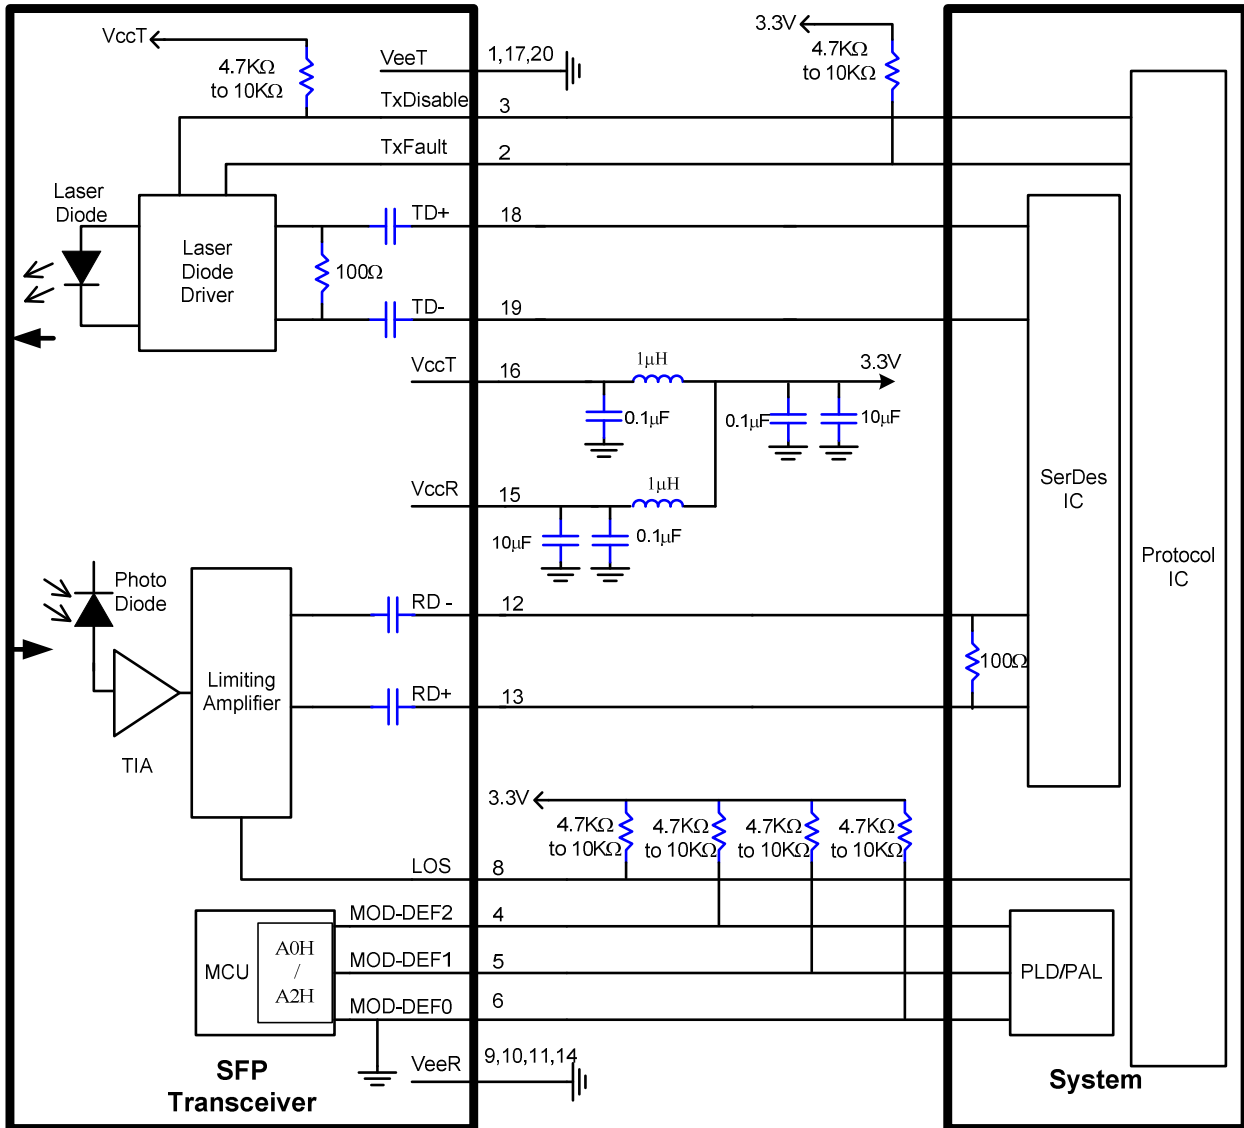 VccT
4.7KΩ
to 10KΩ
VeeT
1,17,20
3.3V
4.7KΩ
to 10KΩ
TxDisable
3
TxFault
2
Laser
Diode
Laser
Diode
Driver
TD+
18
100Ω
TD-
19
VccT
16
1μH
3.3V
0.1μF
0.1μF
10μF
VccR
15
1μH
10μF
0.1μF
SerDes
IC
Protocol
IC
Photo
Diode
RD -
12
Limiting
Amplifier
RD+
13
100Ω
TIA
3.3V
4.7KΩ
to 10KΩ
4.7KΩ
to 10KΩ
4.7KΩ
to 10KΩ
4.7KΩ
to 10KΩ
LOS
8
MOD-DEF2
4
MCU
A0H
/
A2H
MOD-DEF1
5
PLD/PAL
MOD-DEF0
6
VeeR
9,10,11,14
SFP
Transceiver
System